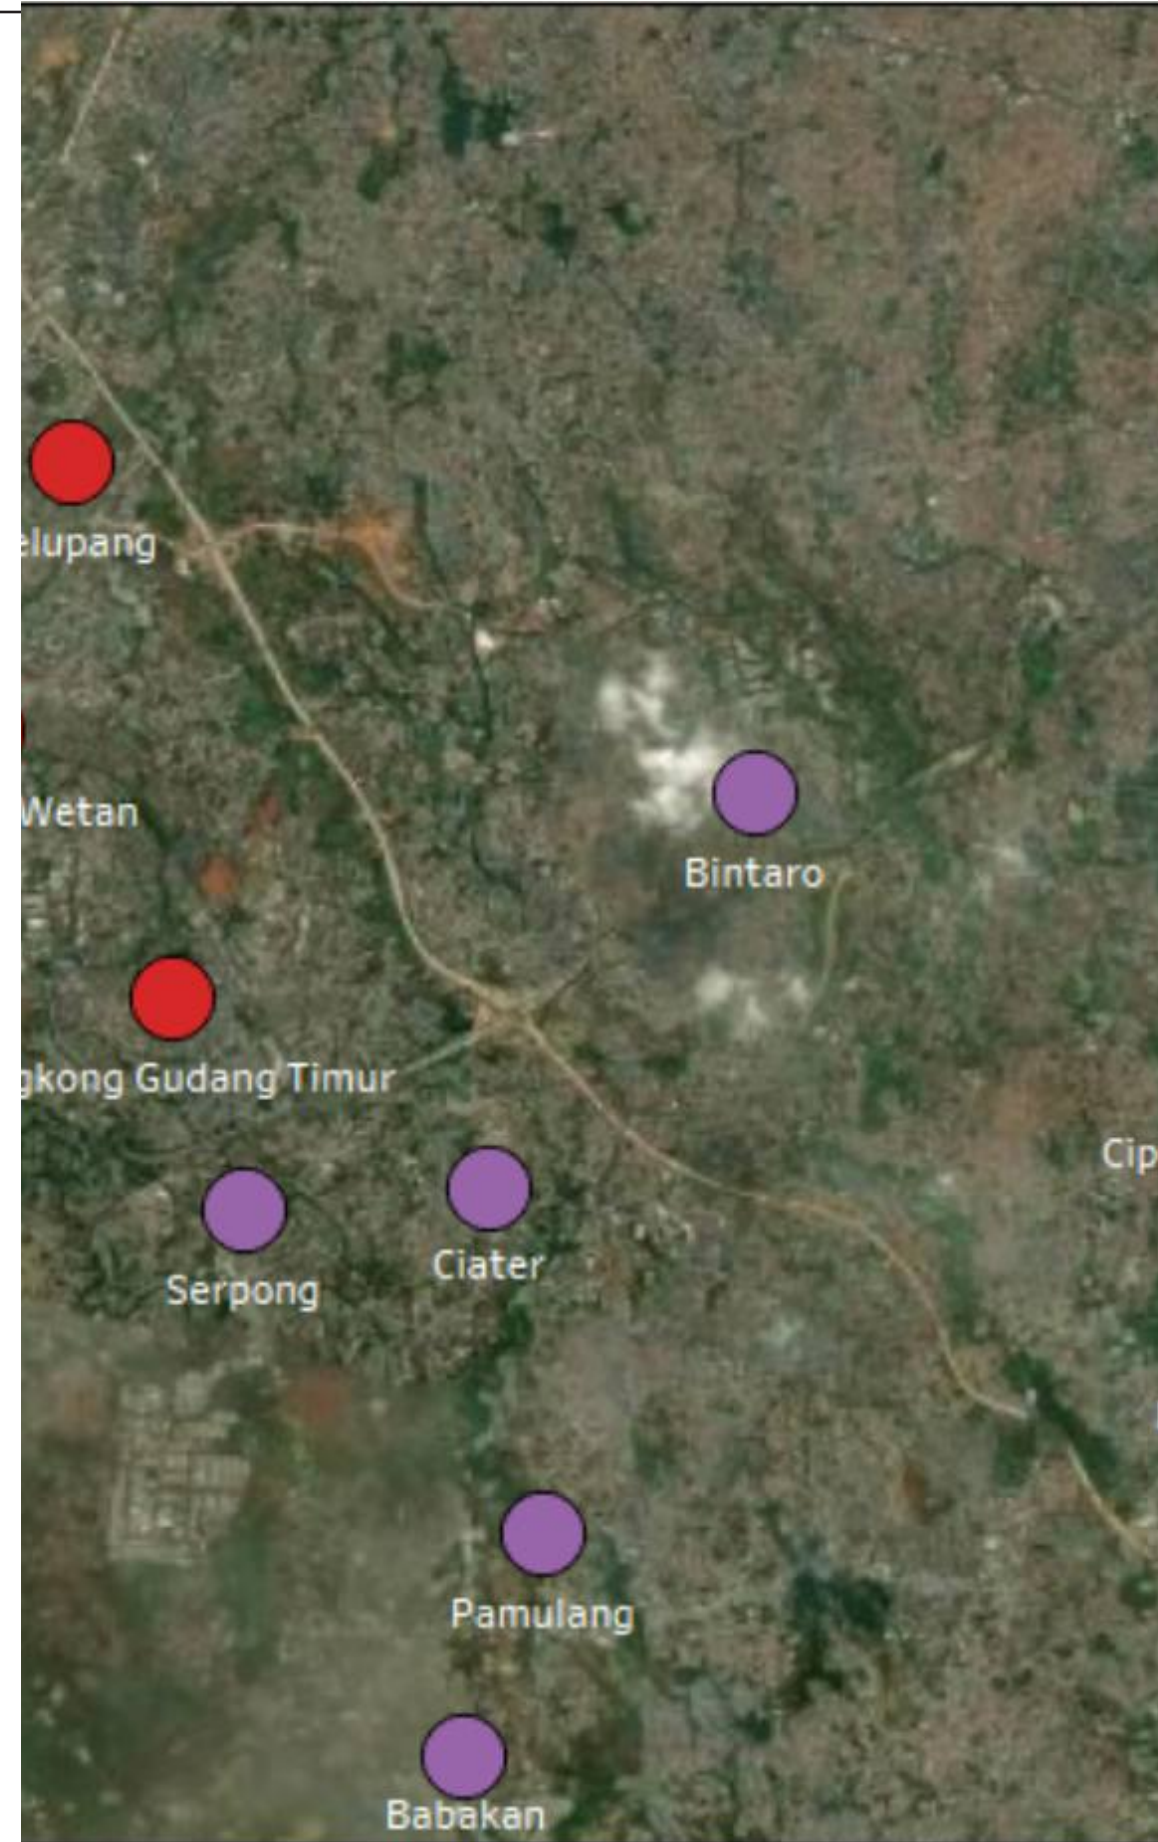 elupang
Wetan
Bintaro
gkong Gudang Timur
Cip
Ciater
Serpong
Pamulang
Babakan